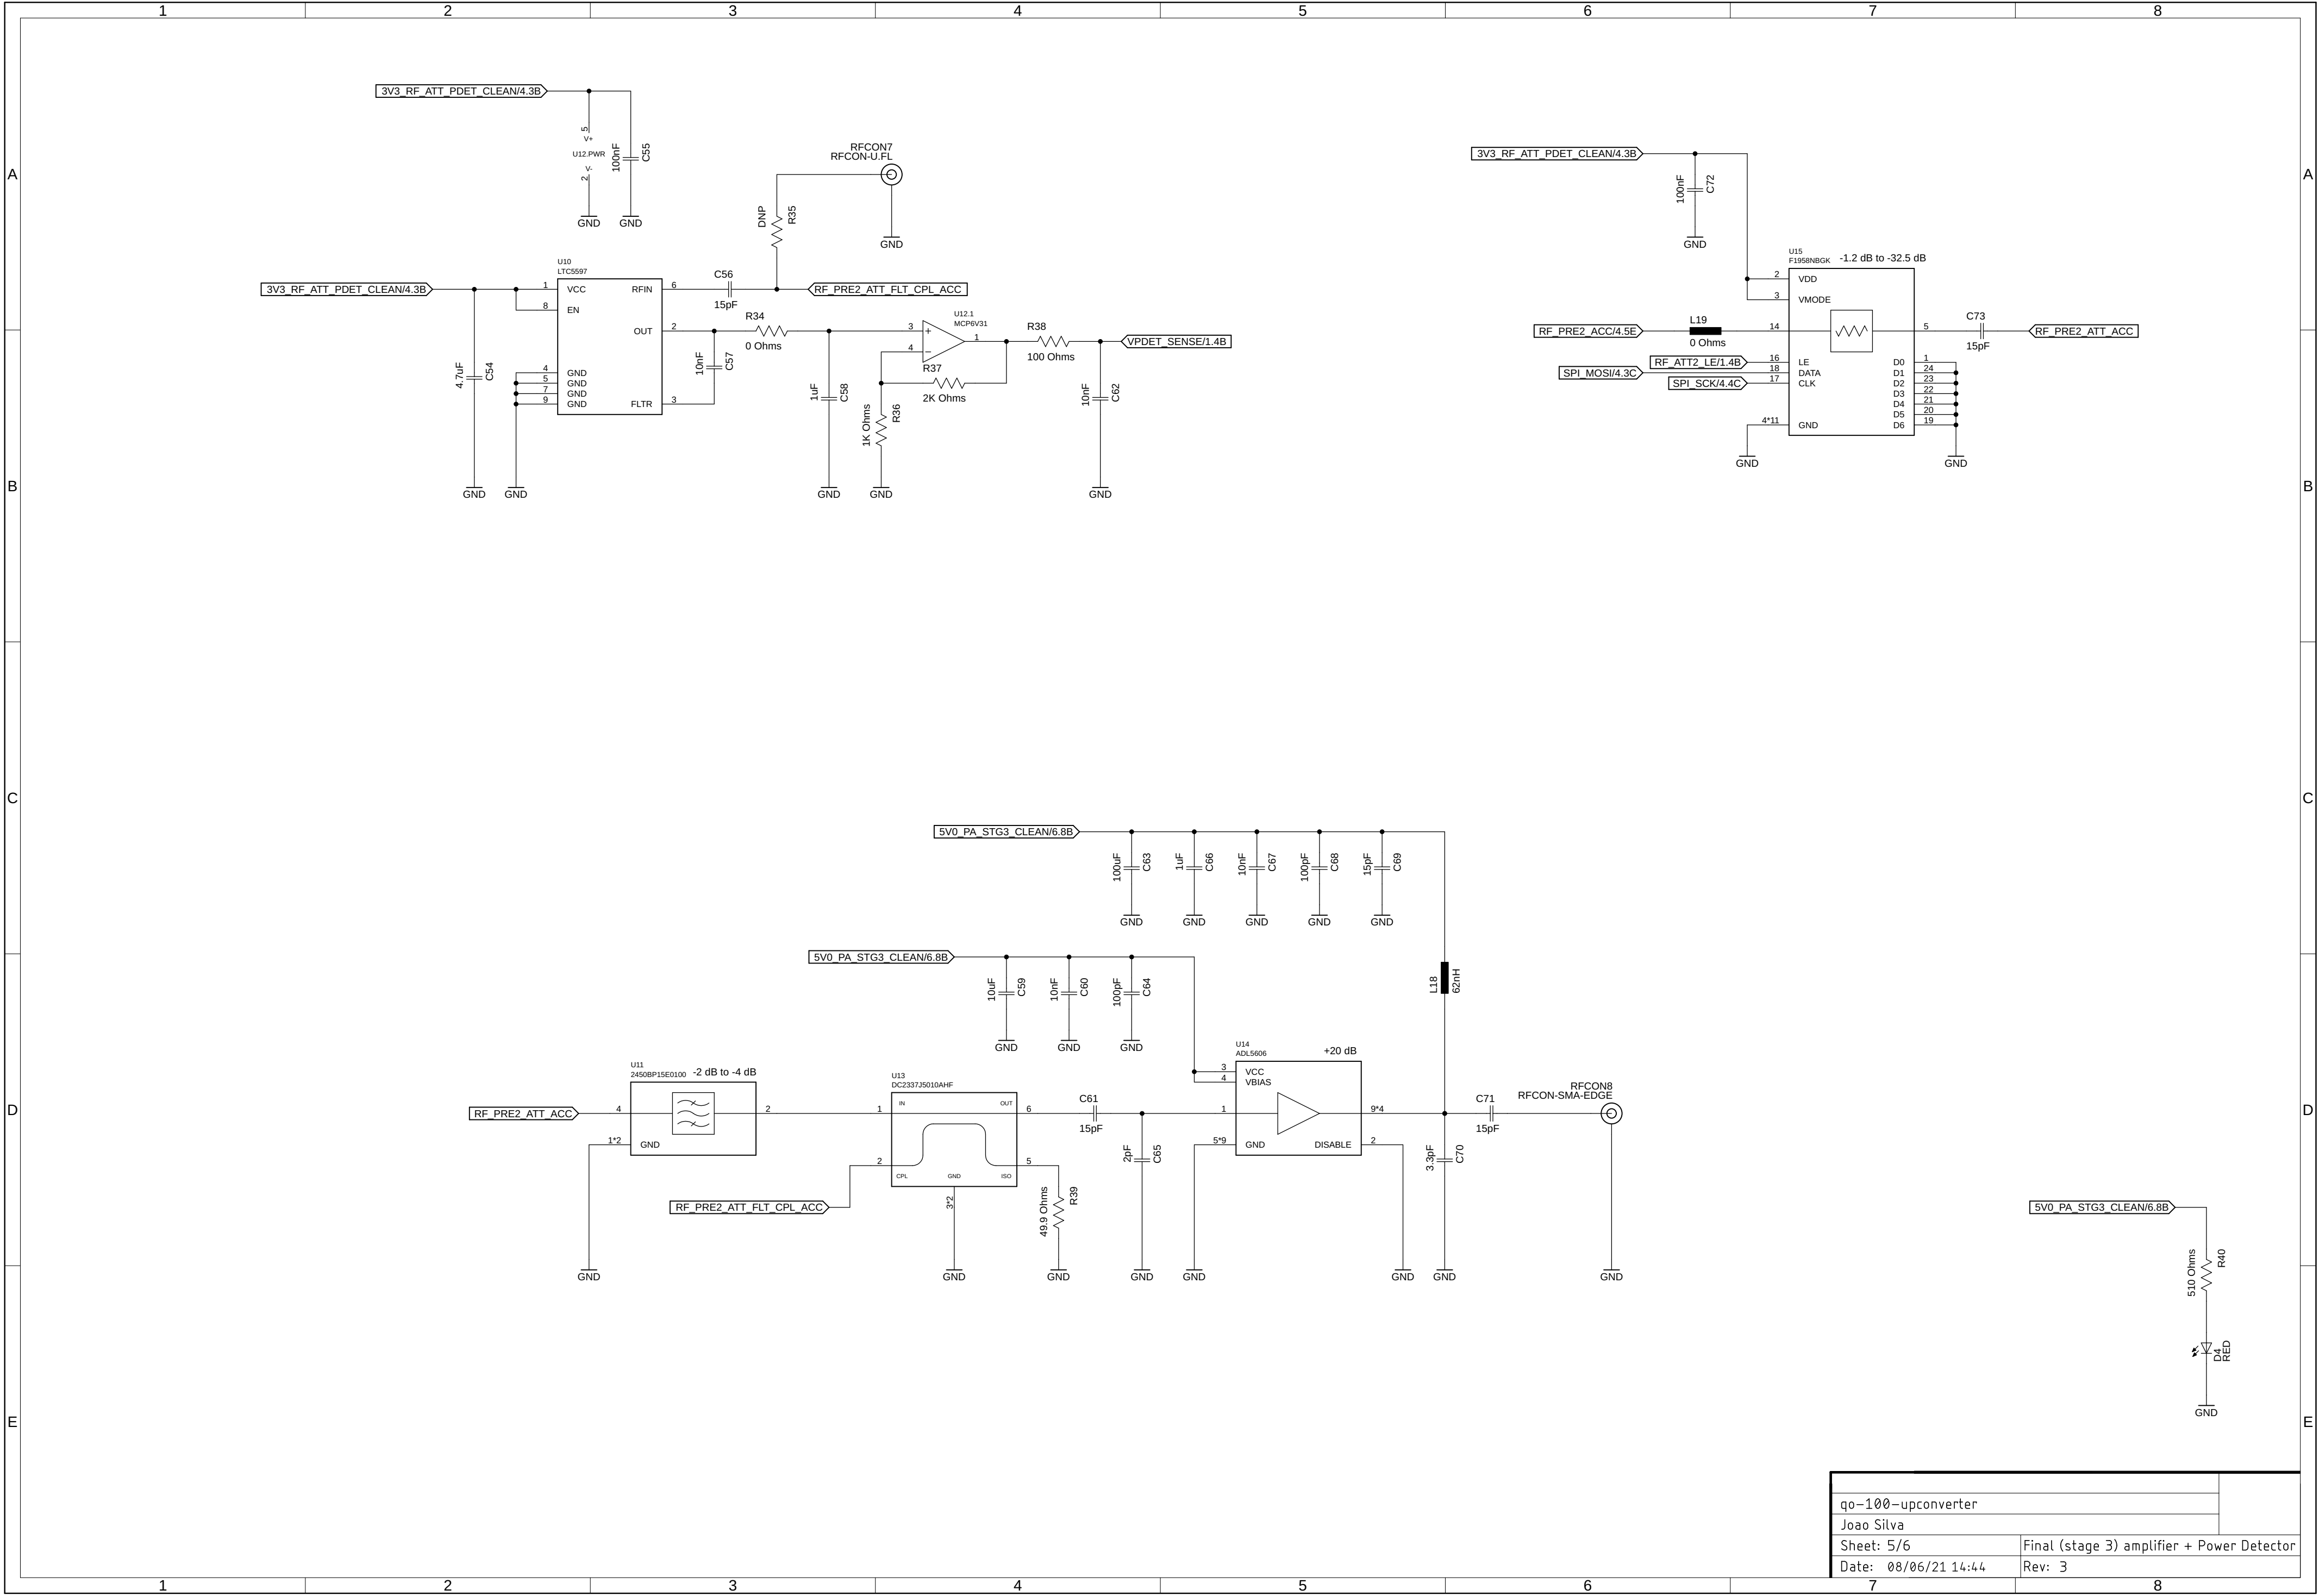 1 2 3 4 5 6 7 8
A
B
C
D
E
A
B
C
D
E
3V3_RF_ATT_PDET_CLEAN/4.3B
5
V+
U12.PWR
V-
2
100nF
C55
GND
GND
RFCON7
RFCON-U.FL
GND
DNP
R35
3V3_RF_ATT_PDET_CLEAN/4.3B
4.7uF
C54
GND
GND
U10
LTC5597
1 VCC
8 EN
4 GND
5 GND
7 GND
9 GND
RFIN 6
OUT 2
FLTR 3
C56
15pF
RF_PRE2_ATT_FLT_CPL_ACC
R34
0 Ohms
10nF
C57
1uF
C58
GND
U12.1
MCP6V31
3 +
4 −
1
R37
2K Ohms
1K Ohms
R36
GND
R38
100 Ohms
10nF
C62
GND
VPDET_SENSE/1.4B
3V3_RF_ATT_PDET_CLEAN/4.3B
100nF
C72
GND
U15
F1958NBGK
-1.2 dB to -32.5 dB
2 VDD
3 VMODE
RF_PRE2_ACC/4.5E
L19
0 Ohms
14
5
C73
15pF
RF_PRE2_ATT_ACC
RF_ATT2_LE/1.4B
16 LE
SPI_MOSI/4.3C
18 DATA
SPI_SCK/4.4C
17 CLK
4*11 GND
GND
D0 1
D1 24
D2 23
D3 22
D4 21
D5 20
D6 19
GND
5V0_PA_STG3_CLEAN/6.8B
100uF
C63
1uF
C66
10nF
C67
100pF
C68
15pF
C69
GND
GND
GND
GND
GND
5V0_PA_STG3_CLEAN/6.8B
10uF
C59
10nF
C60
100pF
C64
GND
GND
GND
L18
62nH
U11
2450BP15E0100
-2 dB to -4 dB
RF_PRE2_ATT_ACC
4
2
1*2 GND
GND
U13
DC2337J5010AHF
1 IN
OUT 6
2 CPL
GND
ISO 5
3*2
GND
RF_PRE2_ATT_FLT_CPL_ACC
49.9 Ohms
R39
GND
C61
15pF
2pF
C65
GND
U14
ADL5606
+20 dB
3 VCC
4 VBIAS
1
9*4
5*9 GND
DISABLE 2
GND
GND
3.3pF
C70
GND
C71
15pF
RFCON8
RFCON-SMA-EDGE
GND
5V0_PA_STG3_CLEAN/6.8B
510 Ohms
R40
D4
RED
GND
qo-100-upconverter
Joao Silva
Sheet: 5/6
Final (stage 3) amplifier + Power Detector
Date: 08/06/21 14:44
Rev: 3
1 2 3 4 5 6 7 8